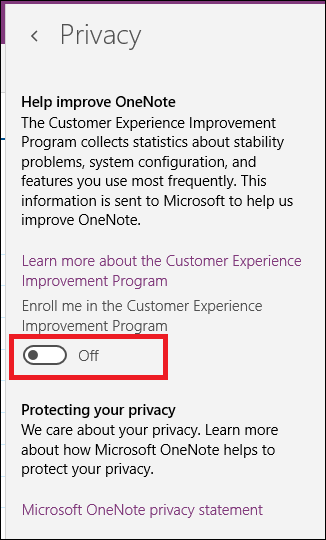 Privacy
Help improve OneNote
The Customer Experience Improvement
Program collects statistics about stability
problems, system configuration, and
features you use most frequently. This
information is sent to Microsoft to help us
improve OneNote.
Learn more about the Customer Experience
Improvement Program
Enroll me in the Customer Experience
Improvement Program
Off
Protecting your privacy
We care about your privacy. Learn more
about how Microsoft OneNote helps to
protect your privacy.
Microsoft OneNote privacy statement